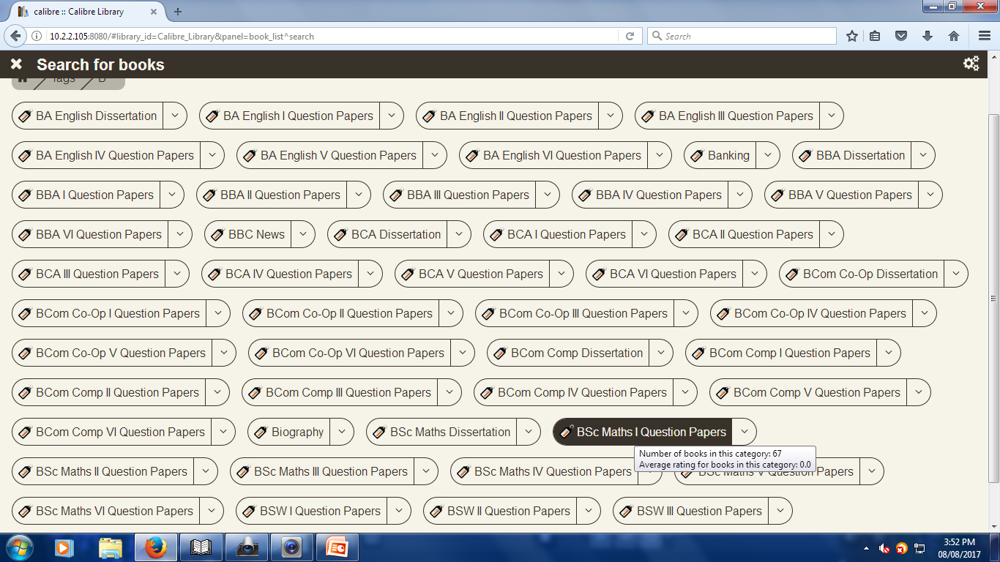 calibre :: Calibre Library
10.2.2.105:8080/#library_id=Calibre_Library&panel=book_list^search
Search
Search for books
Tags B
BA English Dissertation BA English I Question Papers BA English II Question Papers BA English III Question Papers
BA English IV Question Papers BA English V Question Papers BA English VI Question Papers Banking BBA Dissertation
BBA I Question Papers BBA II Question Papers BBA III Question Papers BBA IV Question Papers BBA V Question Papers
BBA VI Question Papers BBC News BCA Dissertation BCA I Question Papers BCA II Question Papers
BCA III Question Papers BCA IV Question Papers BCA V Question Papers BCA VI Question Papers BCom Co-Op Dissertation
BCom Co-Op I Question Papers BCom Co-Op II Question Papers BCom Co-Op III Question Papers BCom Co-Op IV Question Papers
BCom Co-Op V Question Papers BCom Co-Op VI Question Papers BCom Comp Dissertation BCom Comp I Question Papers
BCom Comp II Question Papers BCom Comp III Question Papers BCom Comp IV Question Papers BCom Comp V Question Papers
BCom Comp VI Question Papers Biography BSc Maths Dissertation BSc Maths I Question Papers
Number of books in this category: 67
Average rating for books in this category: 0.0
BSc Maths II Question Papers BSc Maths III Question Papers BSc Maths IV Question Papers BSc Maths V Question Papers
BSc Maths VI Question Papers BSW I Question Papers BSW II Question Papers BSW III Question Papers
3:52 PM
08/08/2017